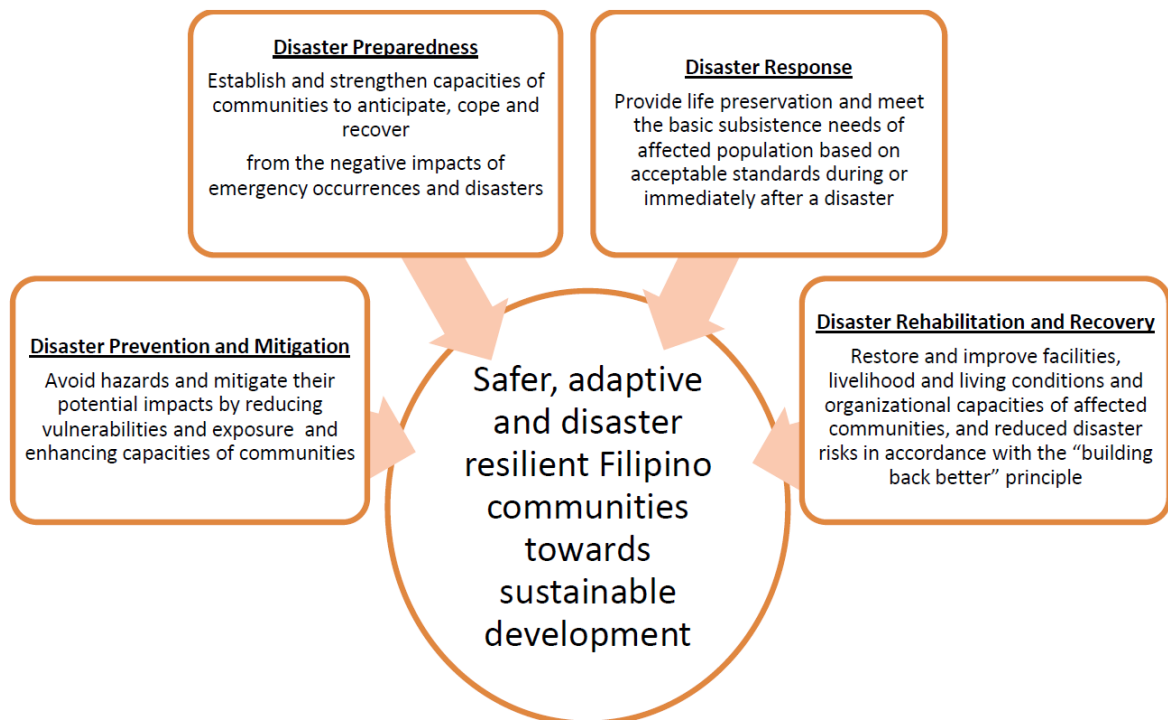 Disaster Preparedness
Establish and strengthen capacities of
communities to anticipate, cope and
recover
from the negative impacts of
emergency occurrences and disasters
Disaster Response
Provide life preservation and meet
the basic subsistence needs of
affected population based on
acceptable standards during or
immediately after a disaster
Disaster Prevention and Mitigation
Avoid hazards and mitigate their
potential impacts by reducing
vulnerabilities and exposure and
enhancing capacities of communities
Disaster Rehabilitation and Recovery
Restore and improve facilities,
livelihood and living conditions and
organizational capacities of affected
communities, and reduced disaster
risks in accordance with the “building
back better” principle
Safer, adaptive
and disaster
resilient Filipino
communities
towards
sustainable
development